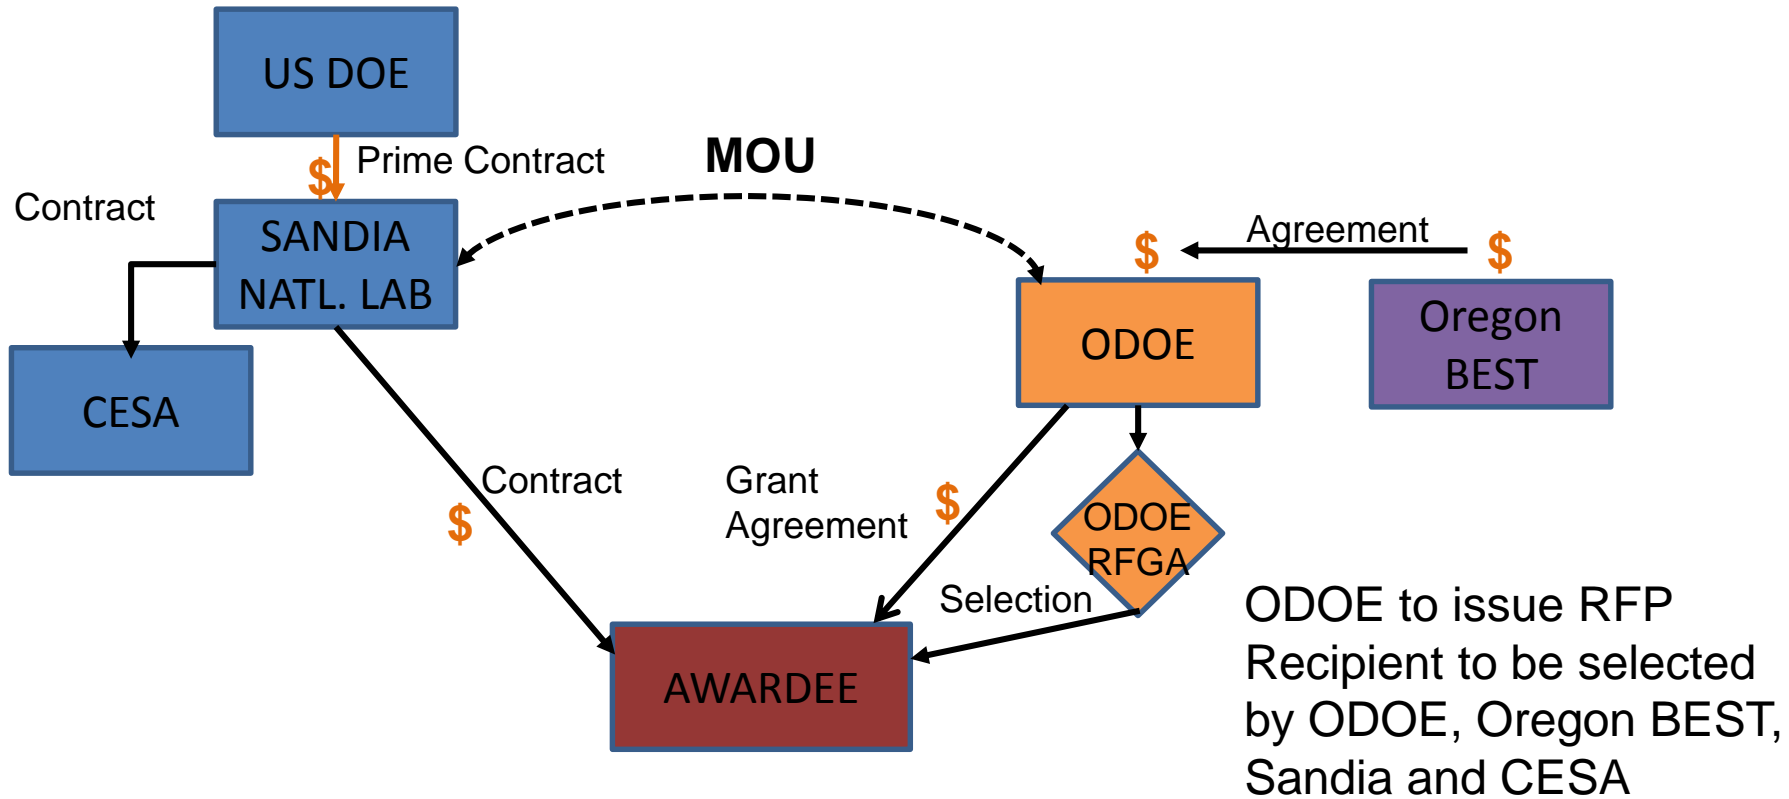 US DOE
$
Prime Contract
MOU
Contract
SANDIA
NATL. LAB
$
Agreement
$
ODOE
Oregon
BEST
CESA
Contract
$
Grant
Agreement
$
ODOE
RFGA
Selection
AWARDEE
ODOE to issue RFP
Recipient to be selected
by ODOE, Oregon BEST,
Sandia and CESA